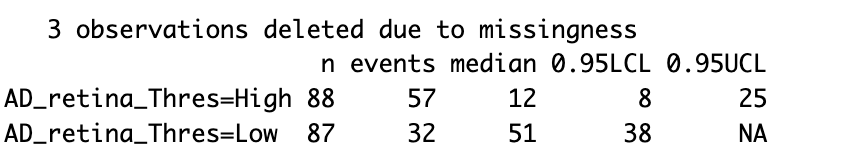 3 observations deleted due to missingness
n events median 0.95LCL 0.95UCL
AD_retina_Thres=High 88 57 12 8 25
AD_retina_Thres=Low 87 32 51 38 NA